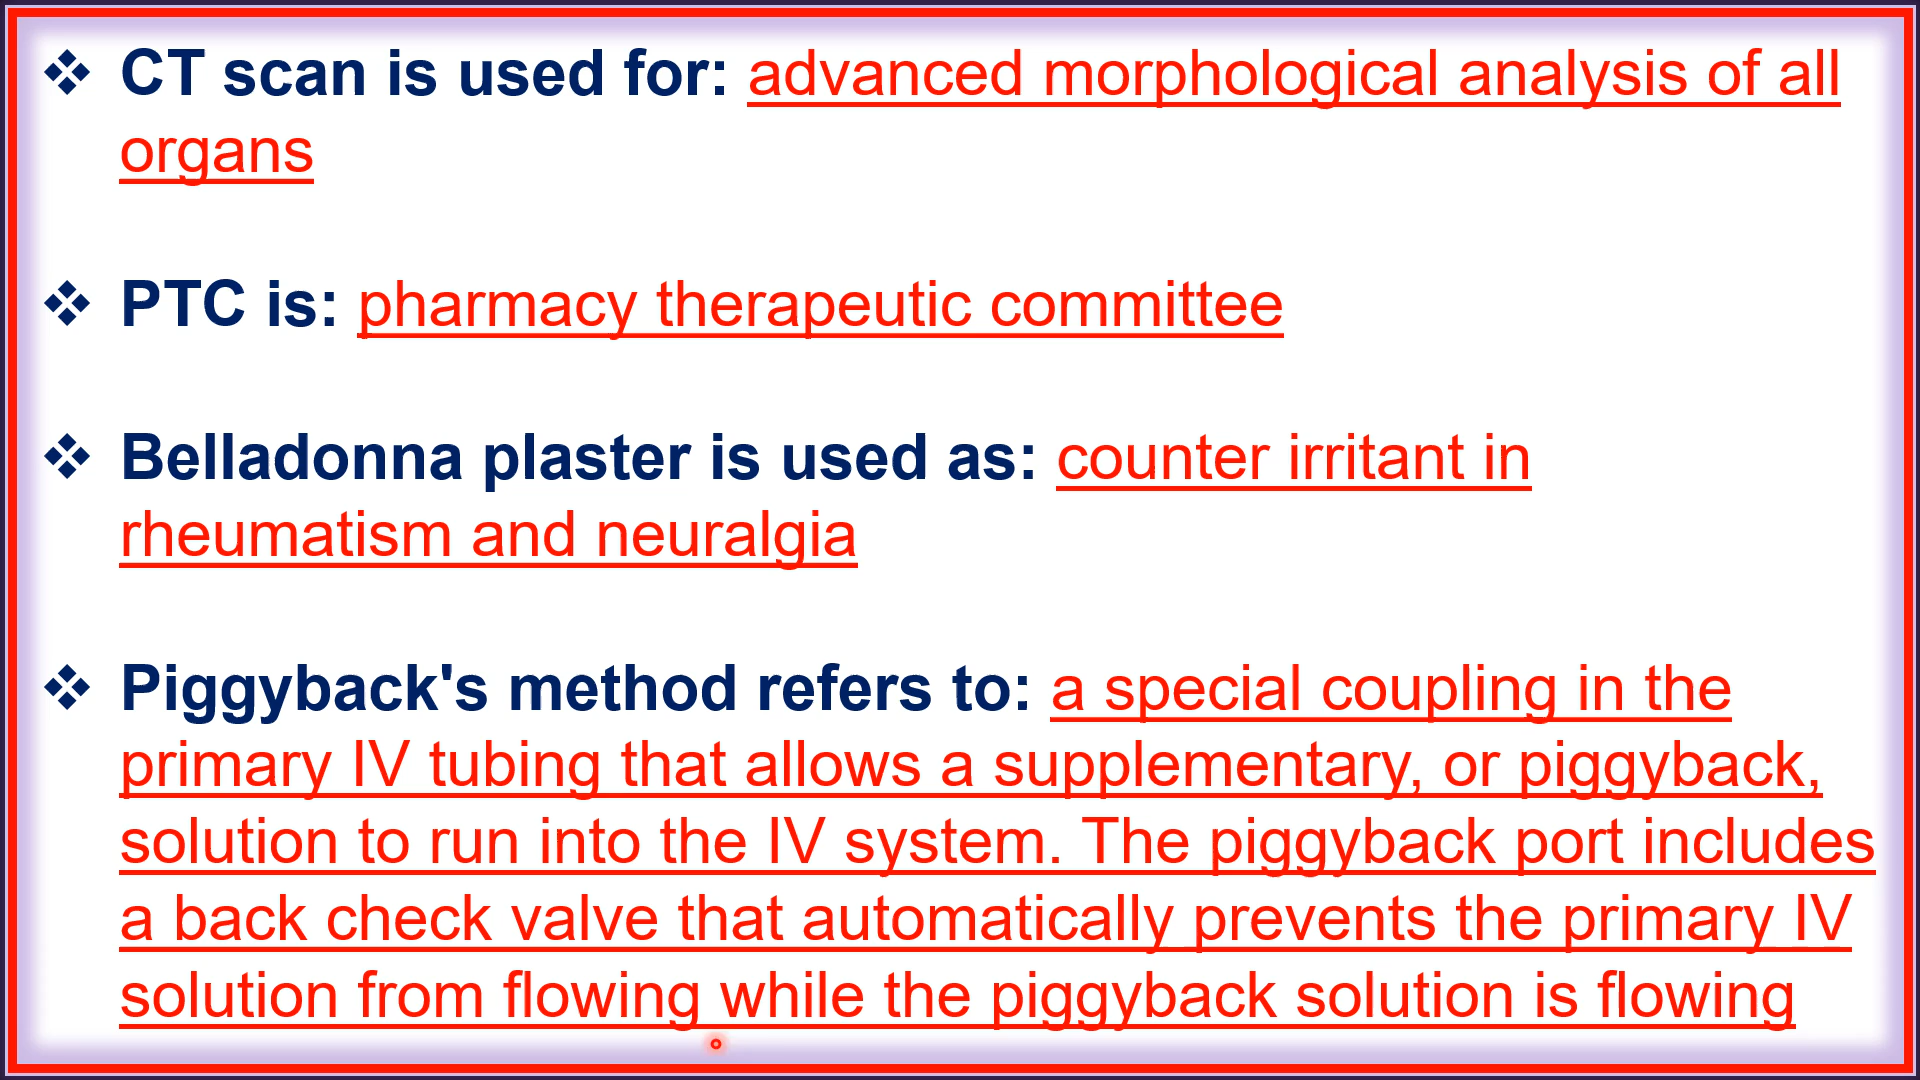 ❖ CT scan is used for: advanced morphological analysis of all
organs
❖ PTC is: pharmacy therapeutic committee
❖ Belladonna plaster is used as: counter irritant in
rheumatism and neuralgia
❖ Piggyback's method refers to: a special coupling in the
primary IV tubing that allows a supplementary, or piggyback,
solution to run into the IV system. The piggyback port includes
a back check valve that automatically prevents the primary IV
solution from flowing while the piggyback solution is flowing